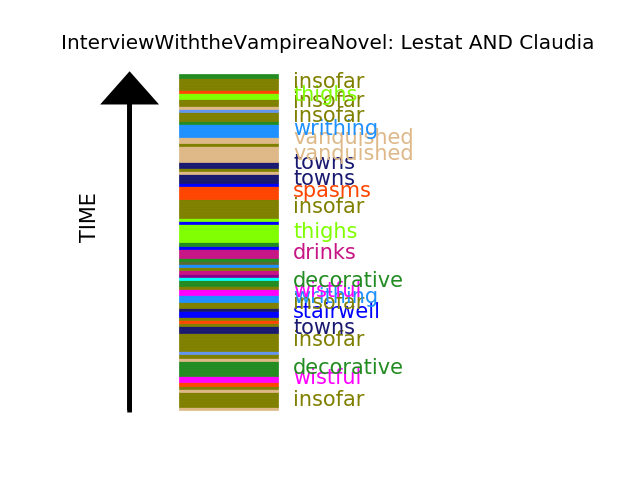 InterviewWiththeVampireaNovel: Lestat AND Claudia
TIME
insofar
thighs
insofar
insofar
writhing
vanquished
vanquished
towns
towns
spasms
insofar
thighs
drinks
decorative
wistful
writhing
insofar
stairwell
towns
insofar
decorative
wistful
insofar